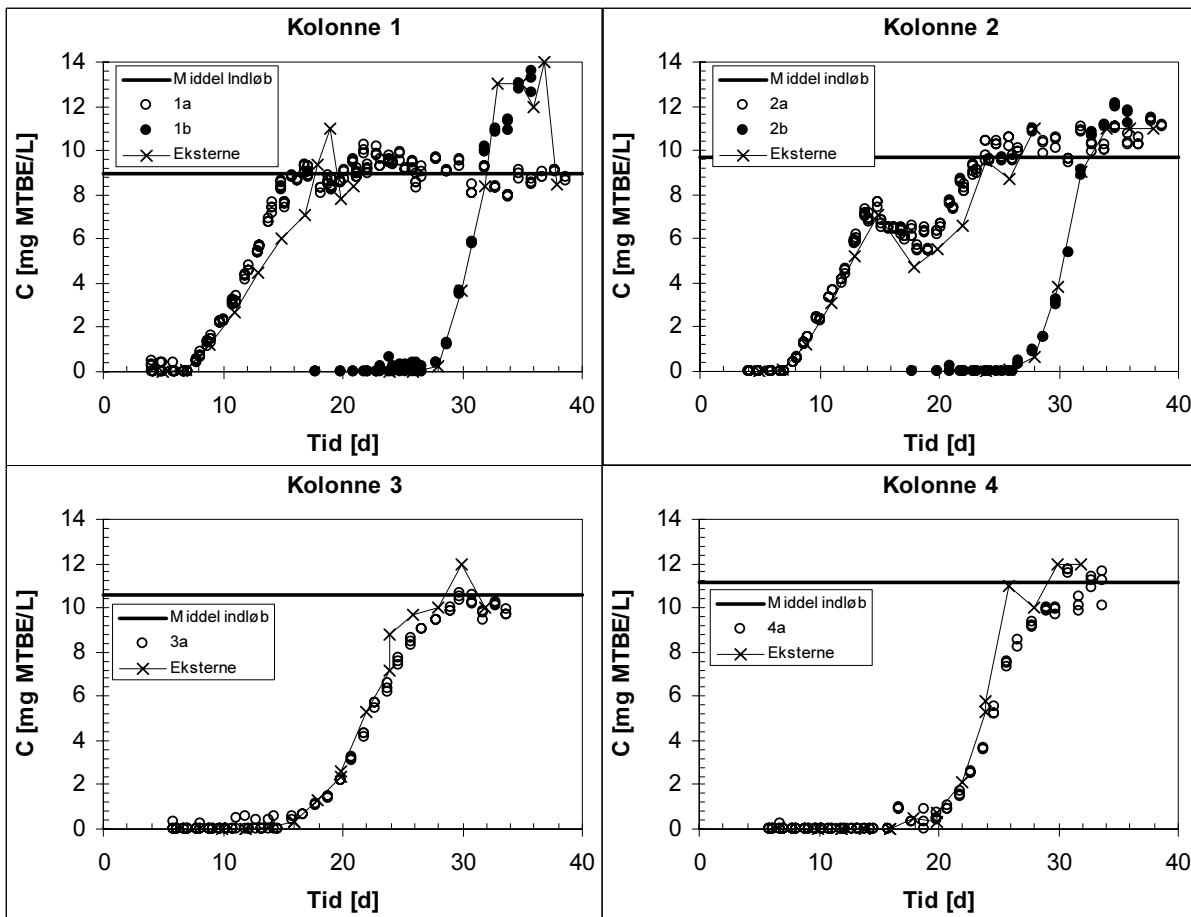 Kolonne 1
C [mg MTBE/L]
14
12
10
8
6
4
2
0
Middel Indløb
1a
1b
Eksterne
0 10 20 30 40
Tid [d]
Kolonne 2
C [mg MTBE/L]
14
12
10
8
6
4
2
0
Middel indløb
2a
2b
Eksterne
0 10 20 30 40
Tid [d]
Kolonne 3
C [mg MTBE/L]
14
12
10
8
6
4
2
0
Middel indløb
3a
Eksterne
0 10 20 30 40
Tid [d]
Kolonne 4
C [mg MTBE/L]
14
12
10
8
6
4
2
0
Middel indløb
4a
Eksterne
0 10 20 30 40
Tid [d]